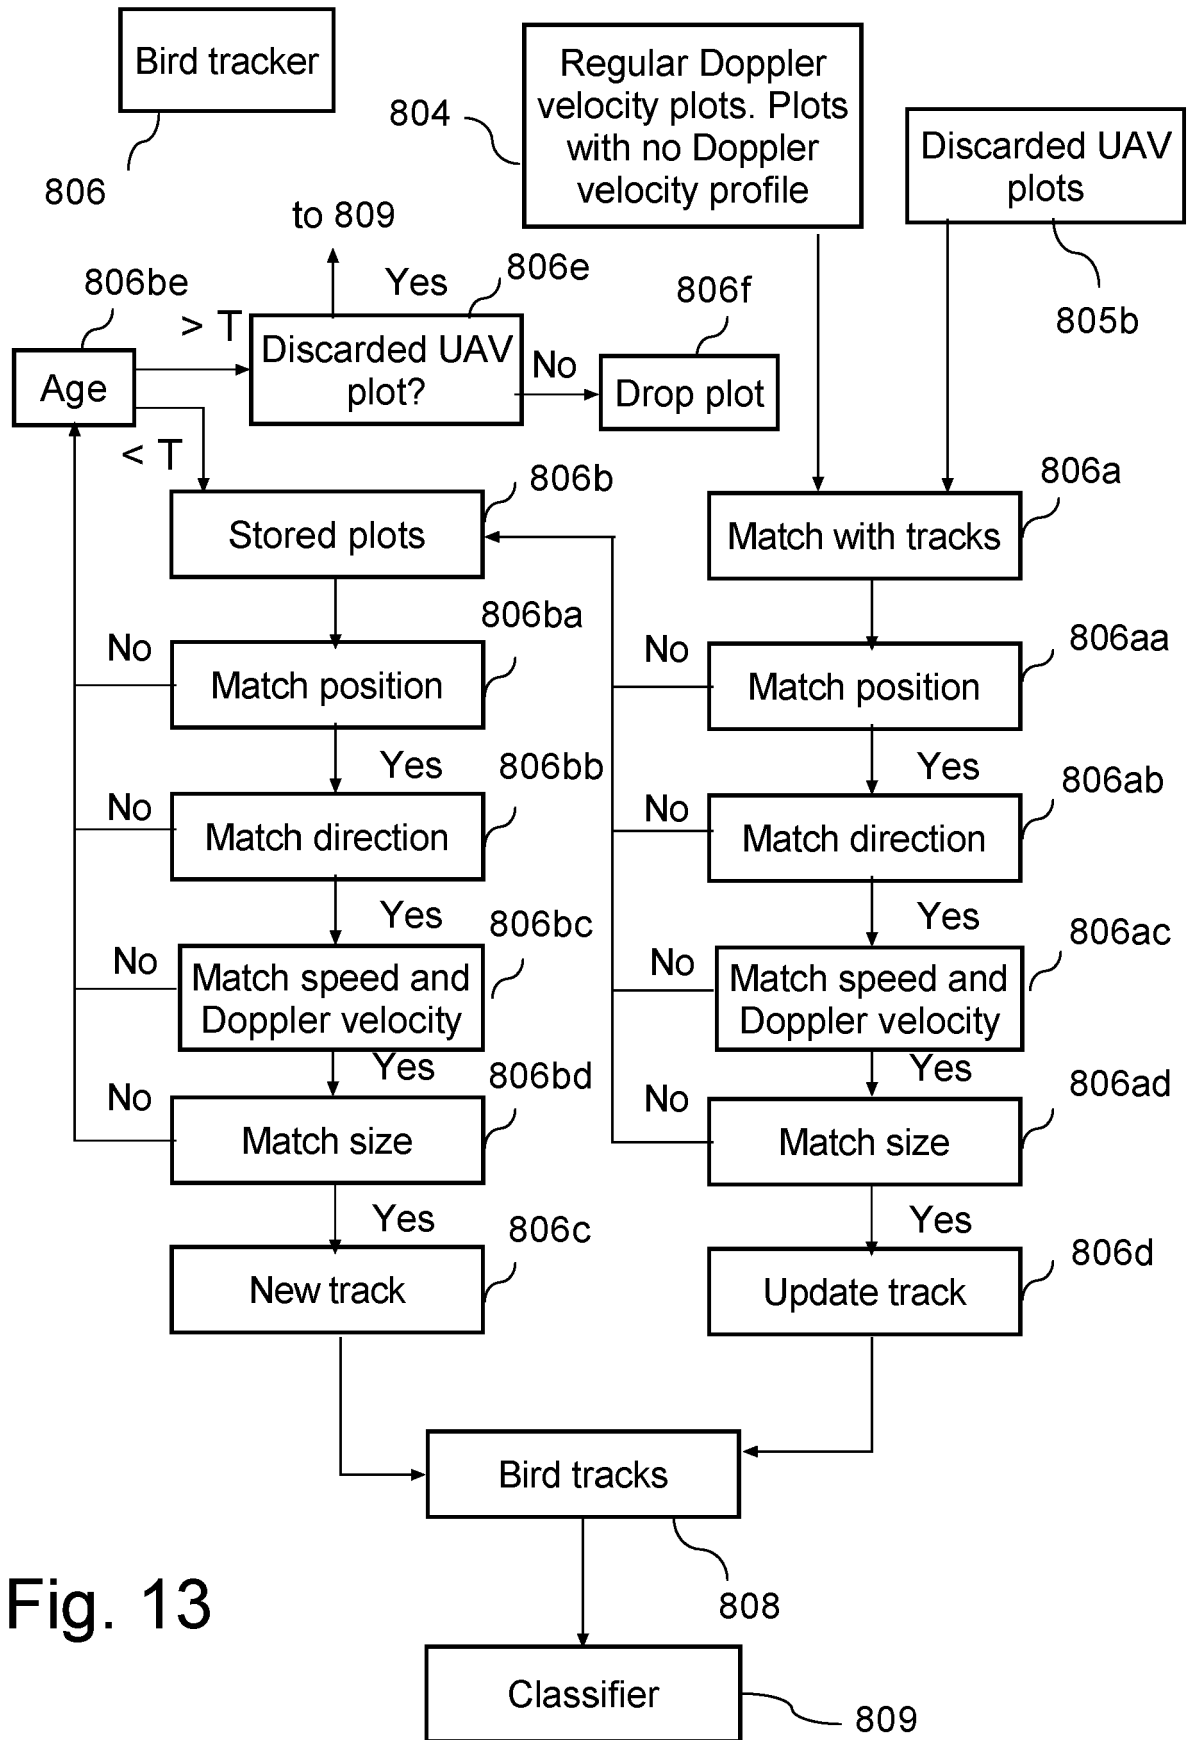 Bird tracker
806
804
Regular Doppler
velocity plots. Plots
with no Doppler
velocity profile
Discarded UAV
plots
805b
to 809
Yes
806e
806be
> T
Age
< T
Discarded UAV
plot?
No
806f
Drop plot
806b
Stored plots
806a
Match with tracks
806ba
No
Match position
806aa
No
Match position
Yes
806bb
No
Match direction
Yes
806ab
No
Match direction
Yes
806bc
No
Match speed and
Doppler velocity
Yes
806ac
No
Match speed and
Doppler velocity
Yes
806bd
No
Match size
Yes
806ad
No
Match size
Yes
806c
New track
Yes
806d
Update track
Bird tracks
808
Fig. 13
Classifier
809